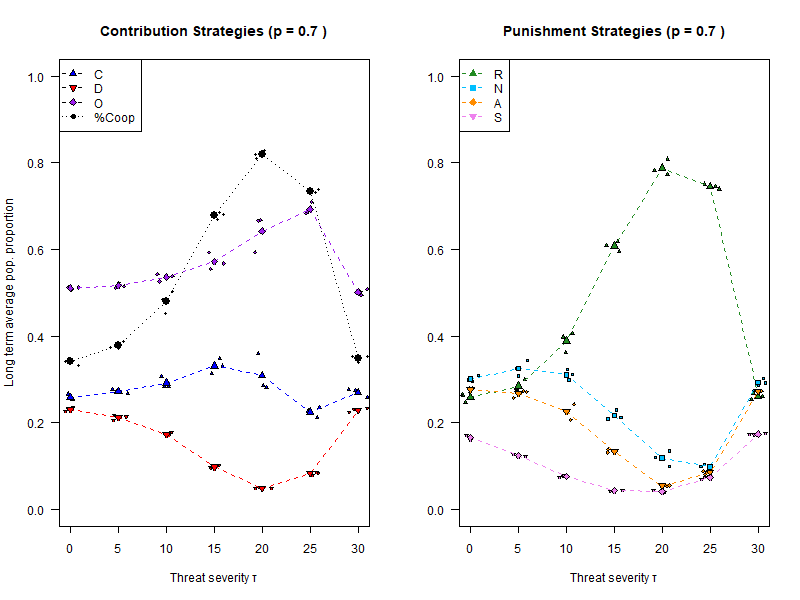 Contribution Strategies (p = 0.7 )
Long term average pop. proportion
1.0
0.8
0.6
0.4
0.2
0.0
C
D
O
%Coop
0 5 10 15 20 25 30
Threat severity τ
Punishment Strategies (p = 0.7 )
1.0
0.8
0.6
0.4
0.2
0.0
R
N
A
S
0 5 10 15 20 25 30
Threat severity τ